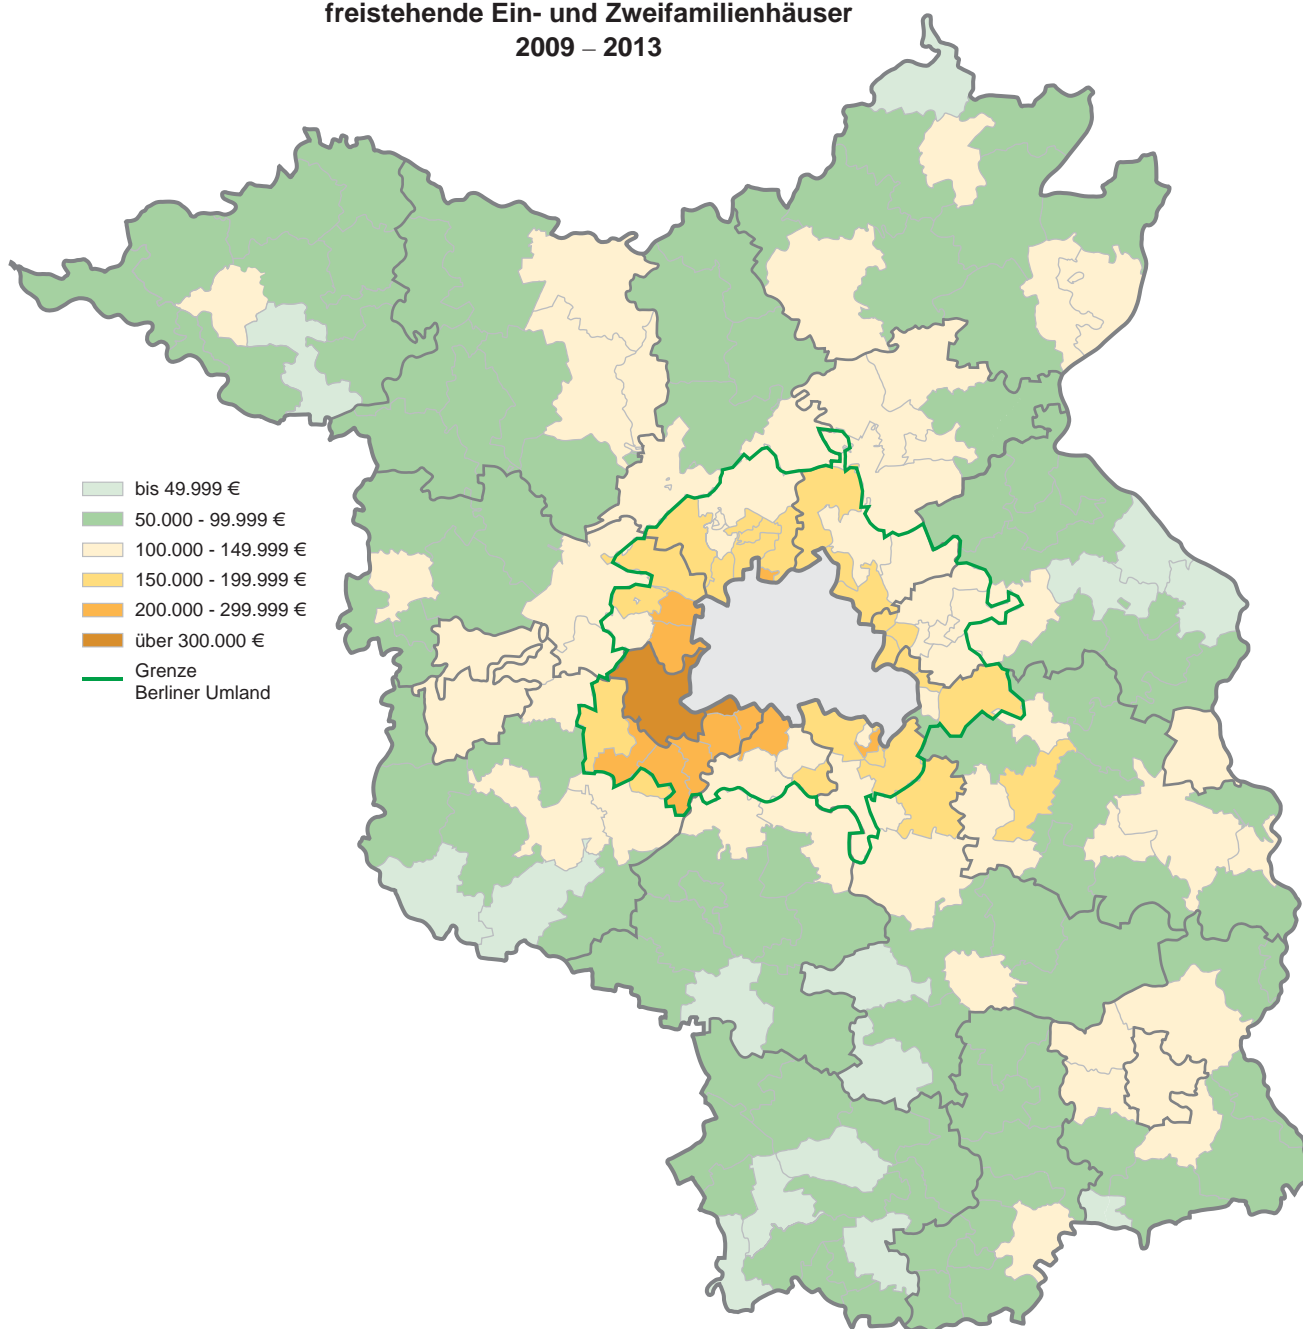 freistehende Ein- und Zweifamilienhäuser
2009 – 2013
bis 49.999 €
50.000 - 99.999 €
100.000 - 149.999 €
150.000 - 199.999 €
200.000 - 299.999 €
über 300.000 €
Grenze
Berliner Umland